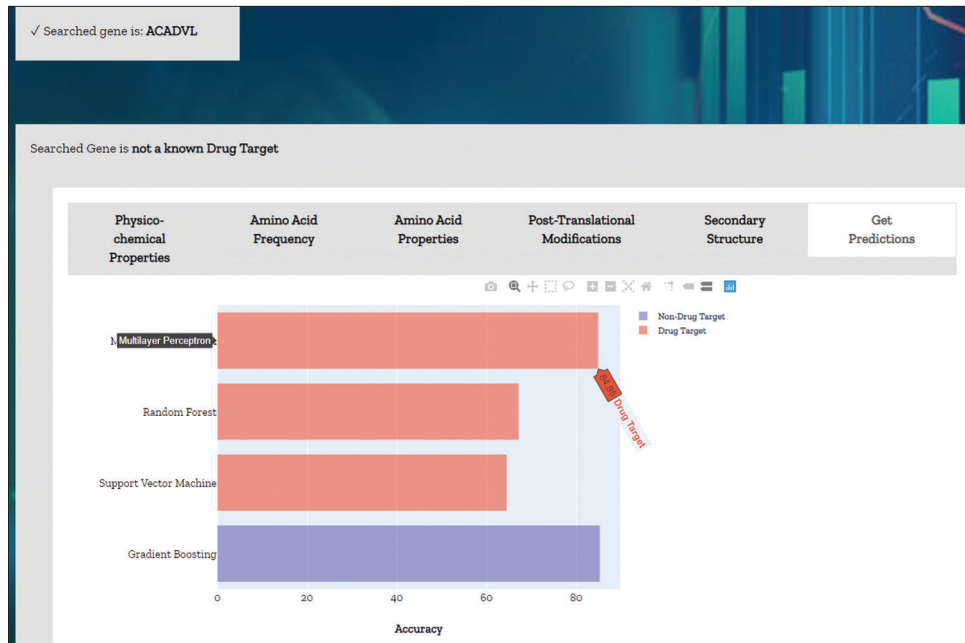 ✓ Searched gene is: ACADVL
Searched Gene is not a known Drug Target
Physico-
chemical
Properties
Amino Acid
Frequency
Amino Acid
Properties
Post-Translational
Modifications
Secondary
Structure
Get
Predictions
Non-Drug Target
Drug Target
Multilayer Perceptron
84.95 Drug Target
Random Forest
Support Vector Machine
Gradient Boosting
0 20 40 60 80
Accuracy